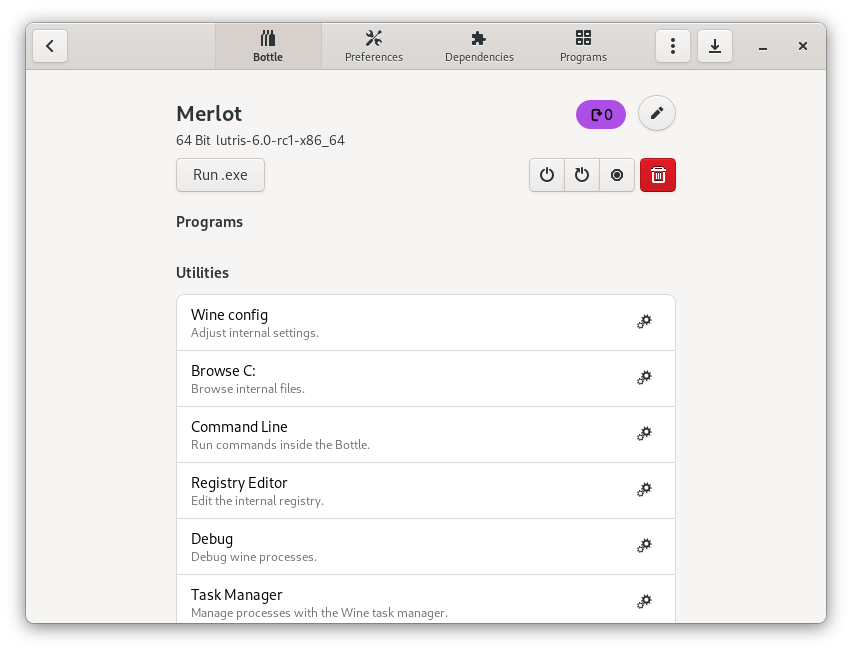 Bottle
Preferences
Dependencies
Programs
Merlot
0
64 Bit lutris-6.0-rc1-x86_64
Run .exe
Programs
Utilities
Wine config
Adjust internal settings.
Browse C:
Browse internal files.
Command Line
Run commands inside the Bottle.
Registry Editor
Edit the internal registry.
Debug
Debug wine processes.
Task Manager
Manage processes with the Wine task manager.